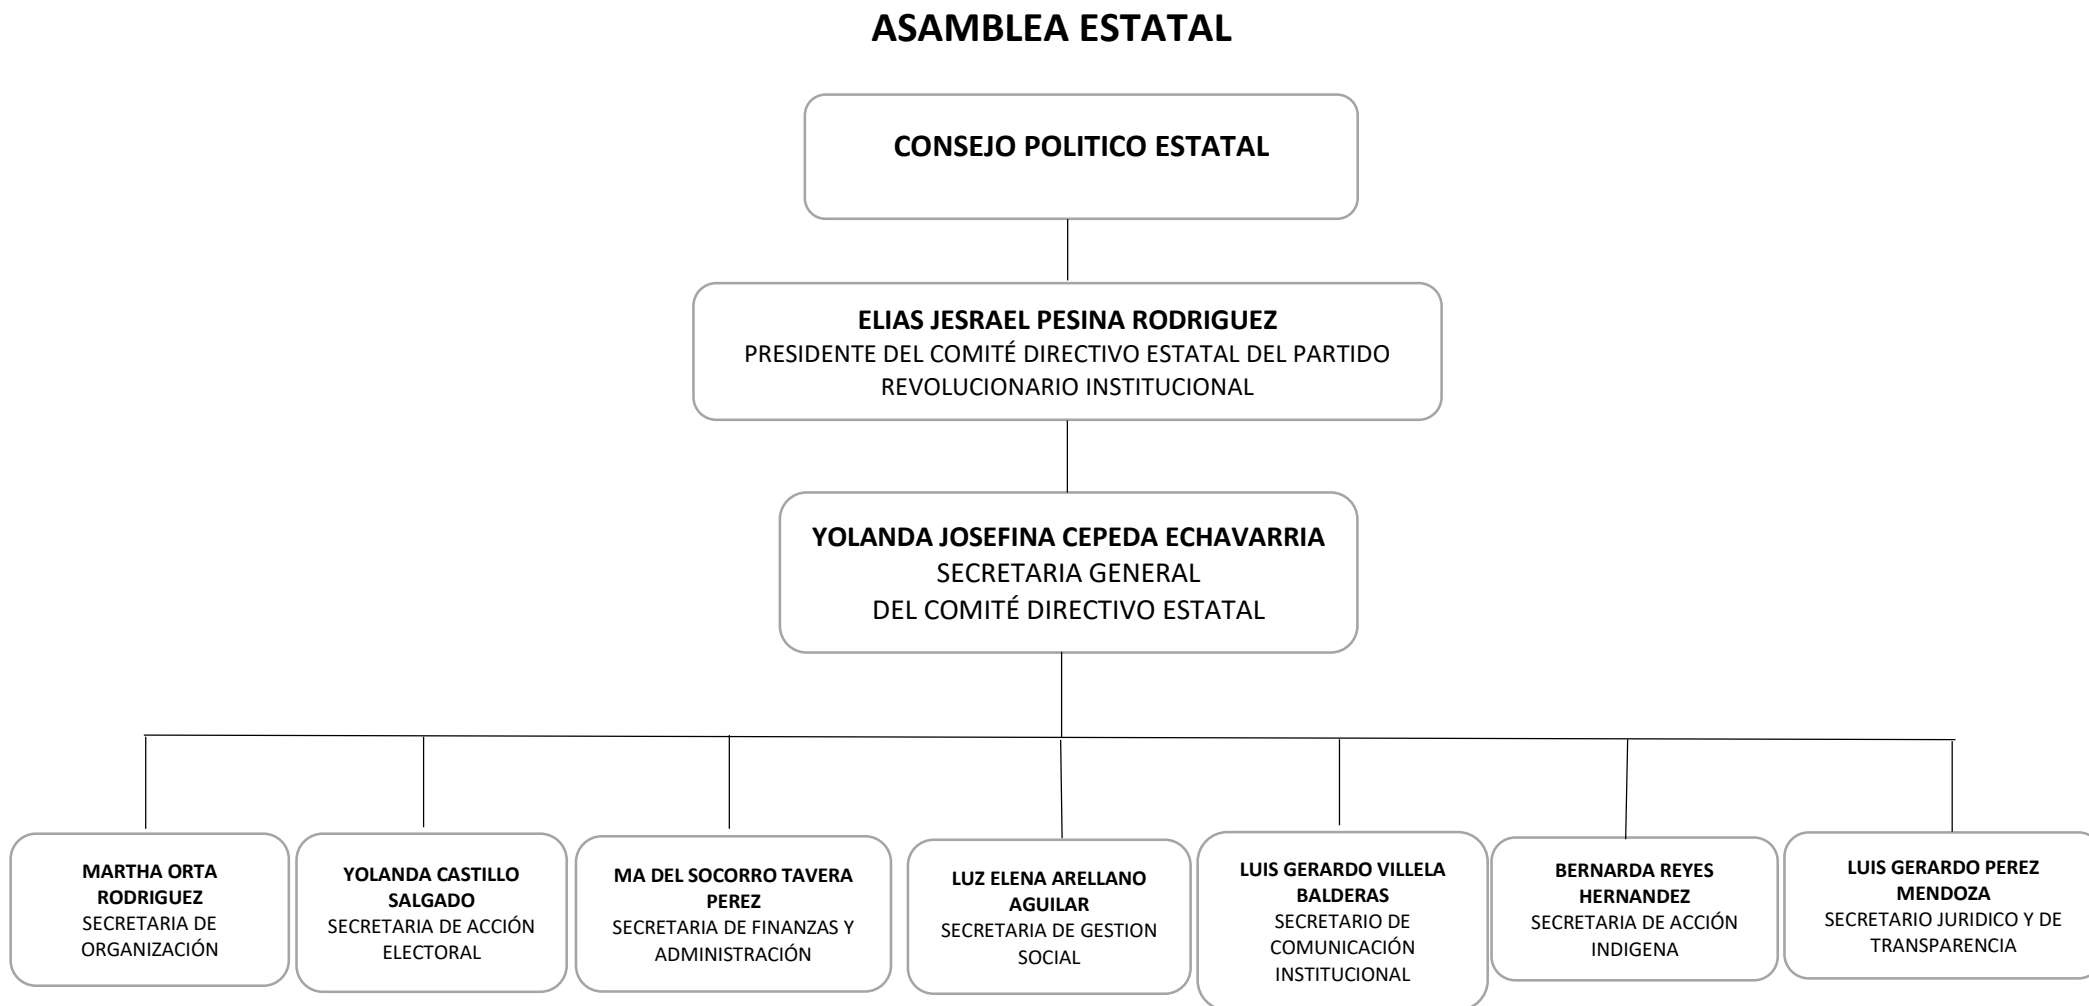 ASAMBLEA ESTATAL
CONSEJO POLITICO ESTATAL
ELIAS JESRAEL PESINA RODRIGUEZ
PRESIDENTE DEL COMITÉ DIRECTIVO ESTATAL DEL PARTIDO
REVOLUCIONARIO INSTITUCIONAL
YOLANDA JOSEFINA CEPEDA ECHAVARRIA
SECRETARIA GENERAL
DEL COMITÉ DIRECTIVO ESTATAL
MARTHA ORTA
RODRIGUEZ
SECRETARIA DE
ORGANIZACIÓN
YOLANDA CASTILLO
SALGADO
SECRETARIA DE ACCIÓN
ELECTORAL
MA DEL SOCORRO TAVERA
PEREZ
SECRETARIA DE FINANZAS Y
ADMINISTRACIÓN
LUZ ELENA ARELLANO
AGUILAR
SECRETARIA DE GESTION
SOCIAL
LUIS GERARDO VILLELA
BALDERAS
SECRETARIO DE
COMUNICACIÓN
INSTITUCIONAL
BERNARDA REYES
HERNANDEZ
SECRETARIA DE ACCIÓN
INDIGENA
LUIS GERARDO PEREZ
MENDOZA
SECRETARIO JURIDICO Y DE
TRANSPARENCIA